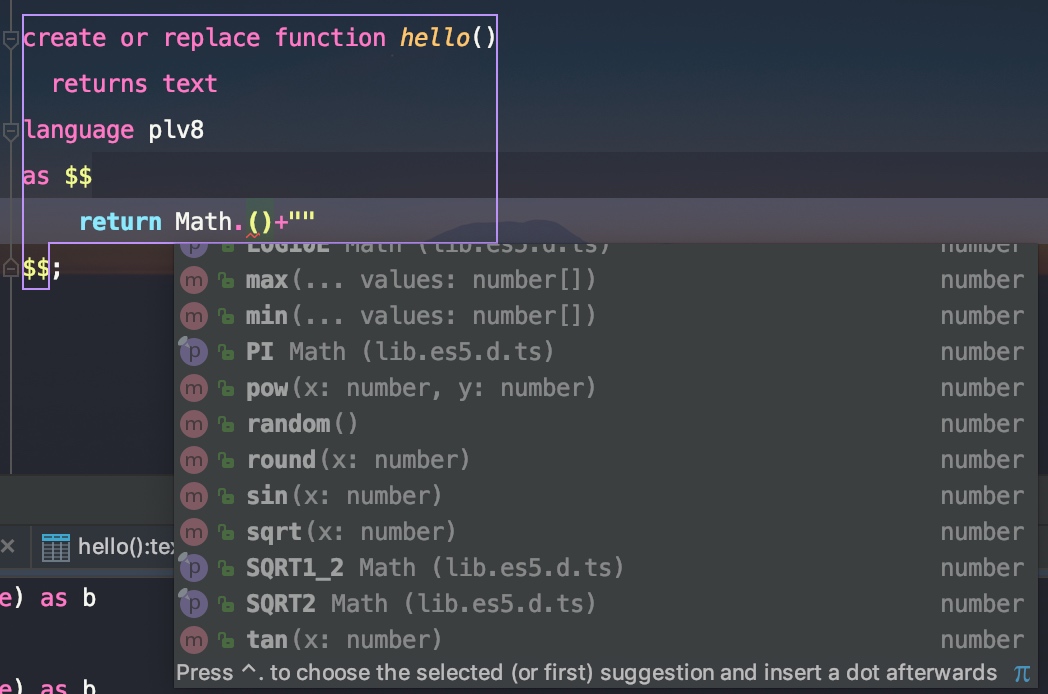 create or replace function hello()
returns text
language plv8
as $$
return Math.()+""
$$;
LOG10E Math (lib.es5.d.ts) number
max(... values: number[]) number
min(... values: number[]) number
PI Math (lib.es5.d.ts) number
pow(x: number, y: number) number
random() number
round(x: number) number
sin(x: number) number
sqrt(x: number) number
SQRT1_2 Math (lib.es5.d.ts) number
SQRT2 Math (lib.es5.d.ts) number
tan(x: number) number
Press ^. to choose the selected (or first) suggestion and insert a dot afterwards π
hello():te
e) as b
e) as b